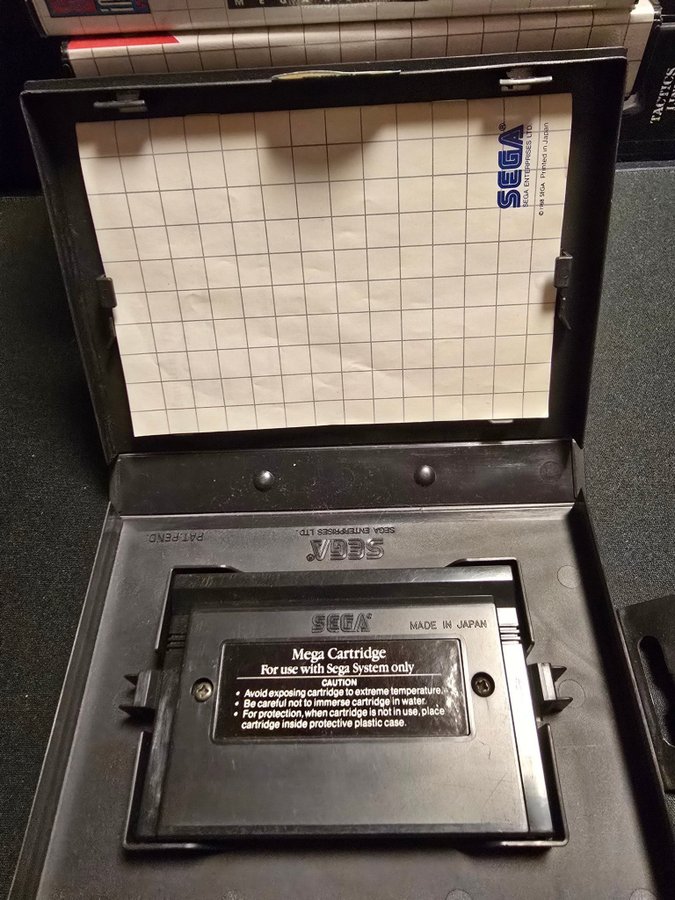 TACTICS
SEGA®
SEGA ENTERPRISES LTD.
© 1988 SEGA Printed in Japan
PAT.PEND.
SEGA ENTERPRISES LTD.
SEGA®
SEGA®
MADE IN JAPAN
Mega Cartridge
For use with Sega System only
CAUTION
• Avoid exposing cartridge to extreme temperature.
• Be careful not to immerse cartridge in water.
• For protection, when cartridge is not in use, place
cartridge inside protective plastic case.